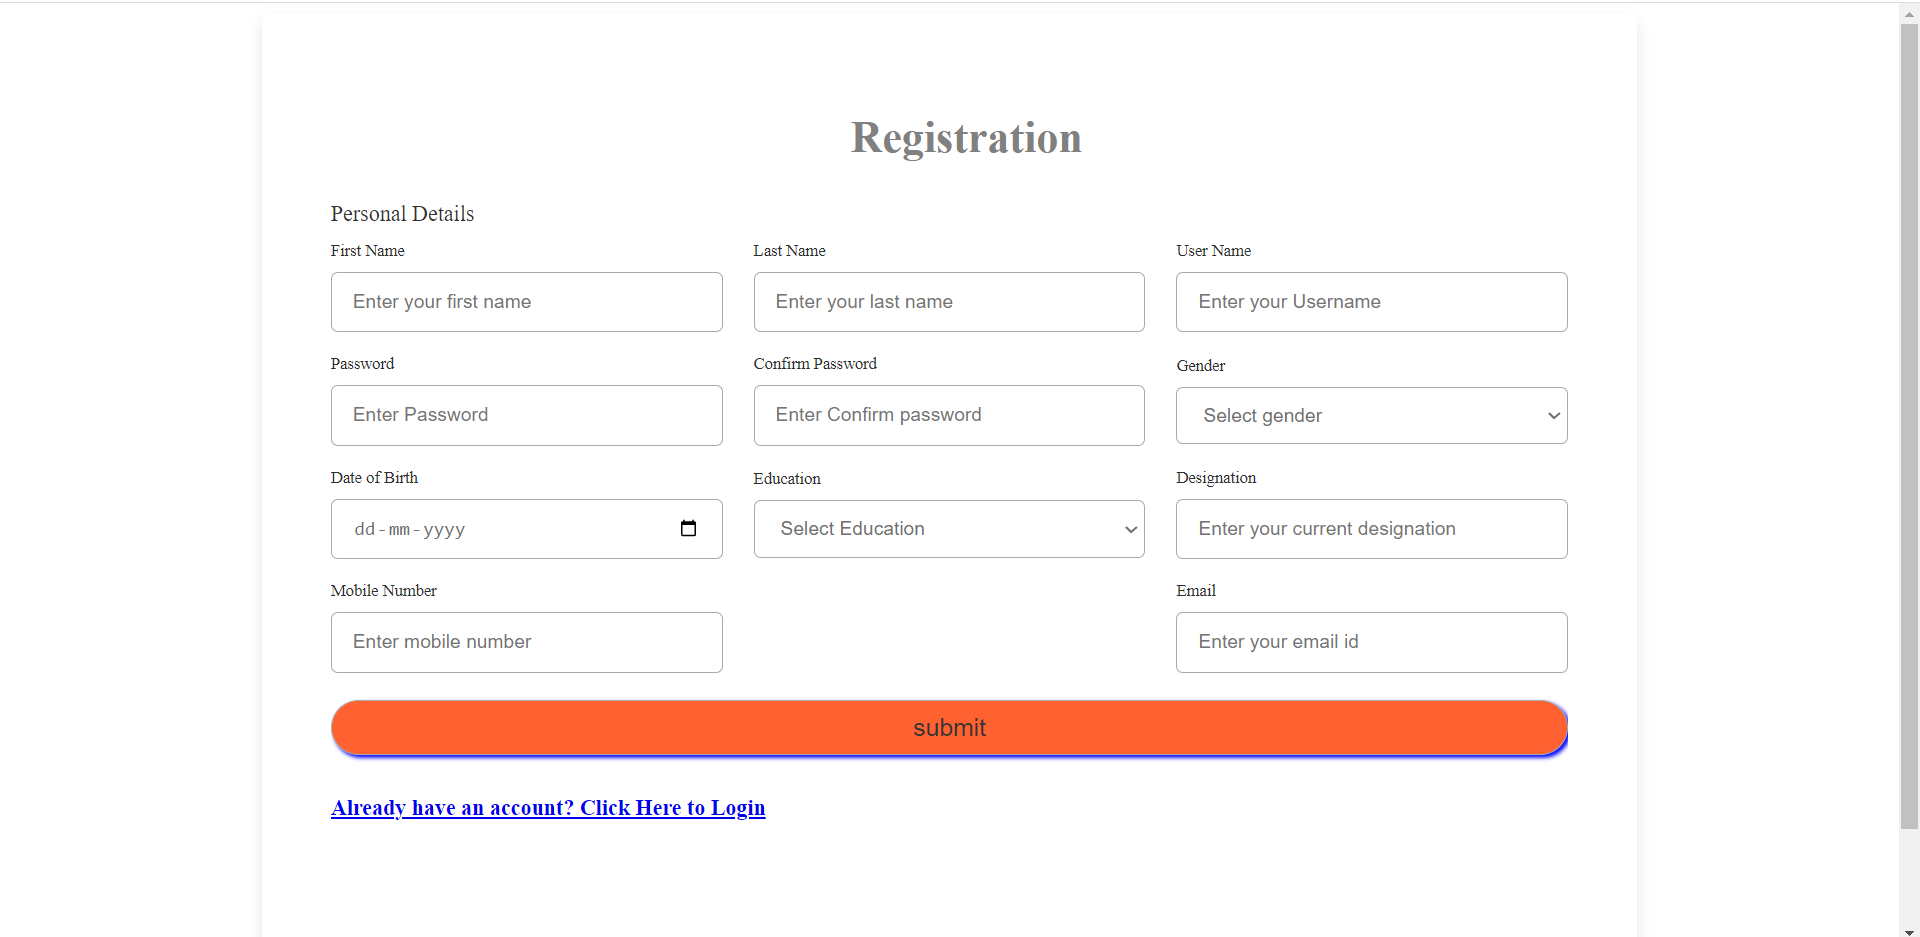 Registration
Personal Details
First Name
Last Name
User Name
Enter your first name
Enter your last name
Enter your Username
Password
Confirm Password
Gender
Enter Password
Enter Confirm password
Select gender
Date of Birth
Education
Designation
dd-mm-yyyy
Select Education
Enter your current designation
Mobile Number
Email
Enter mobile number
Enter your email id
submit
Already have an account? Click Here to Login